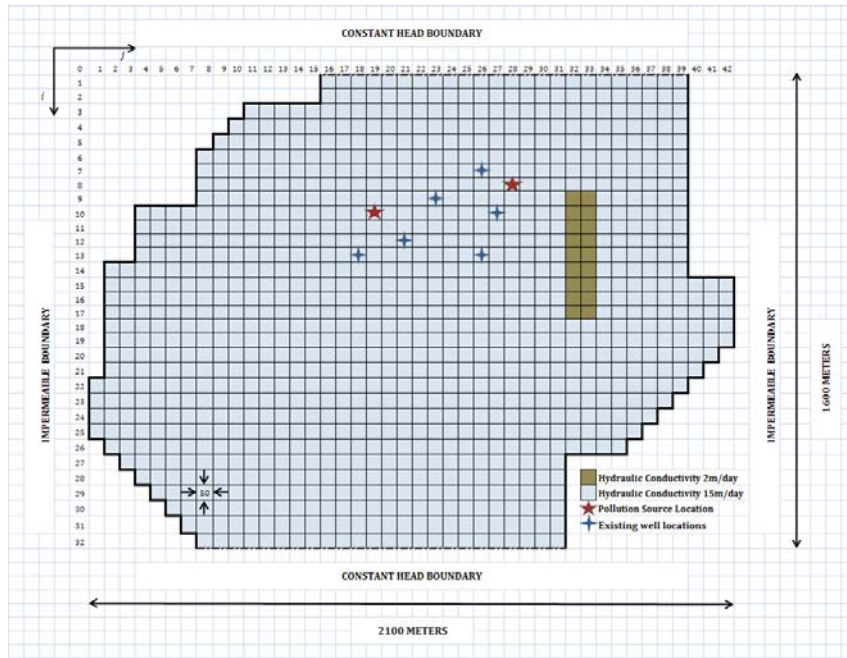 CONSTANT HEAD BOUNDARY
j
0 1 2 3 4 5 6 7 8 9 10 11 12 13 14 15 16 17 18 19 20 21 22 23 24 25 26 27 28 29 30 31 32 33 34 35 36 37 38 39 40 41 42
i
1
2
3
4
5
6
7
8
9
10
11
12
13
14
15
16
17
18
19
20
21
22
23
24
25
26
27
28
29
30
31
32
IMPERMEABLE BOUNDARY
50
IMPERMEABLE BOUNDARY
1600 METERS
Hydraulic Conductivity 2m/day
Hydraulic Conductivity 15m/day
Pollution Source Location
Existing well locations
CONSTANT HEAD BOUNDARY
2100 METERS